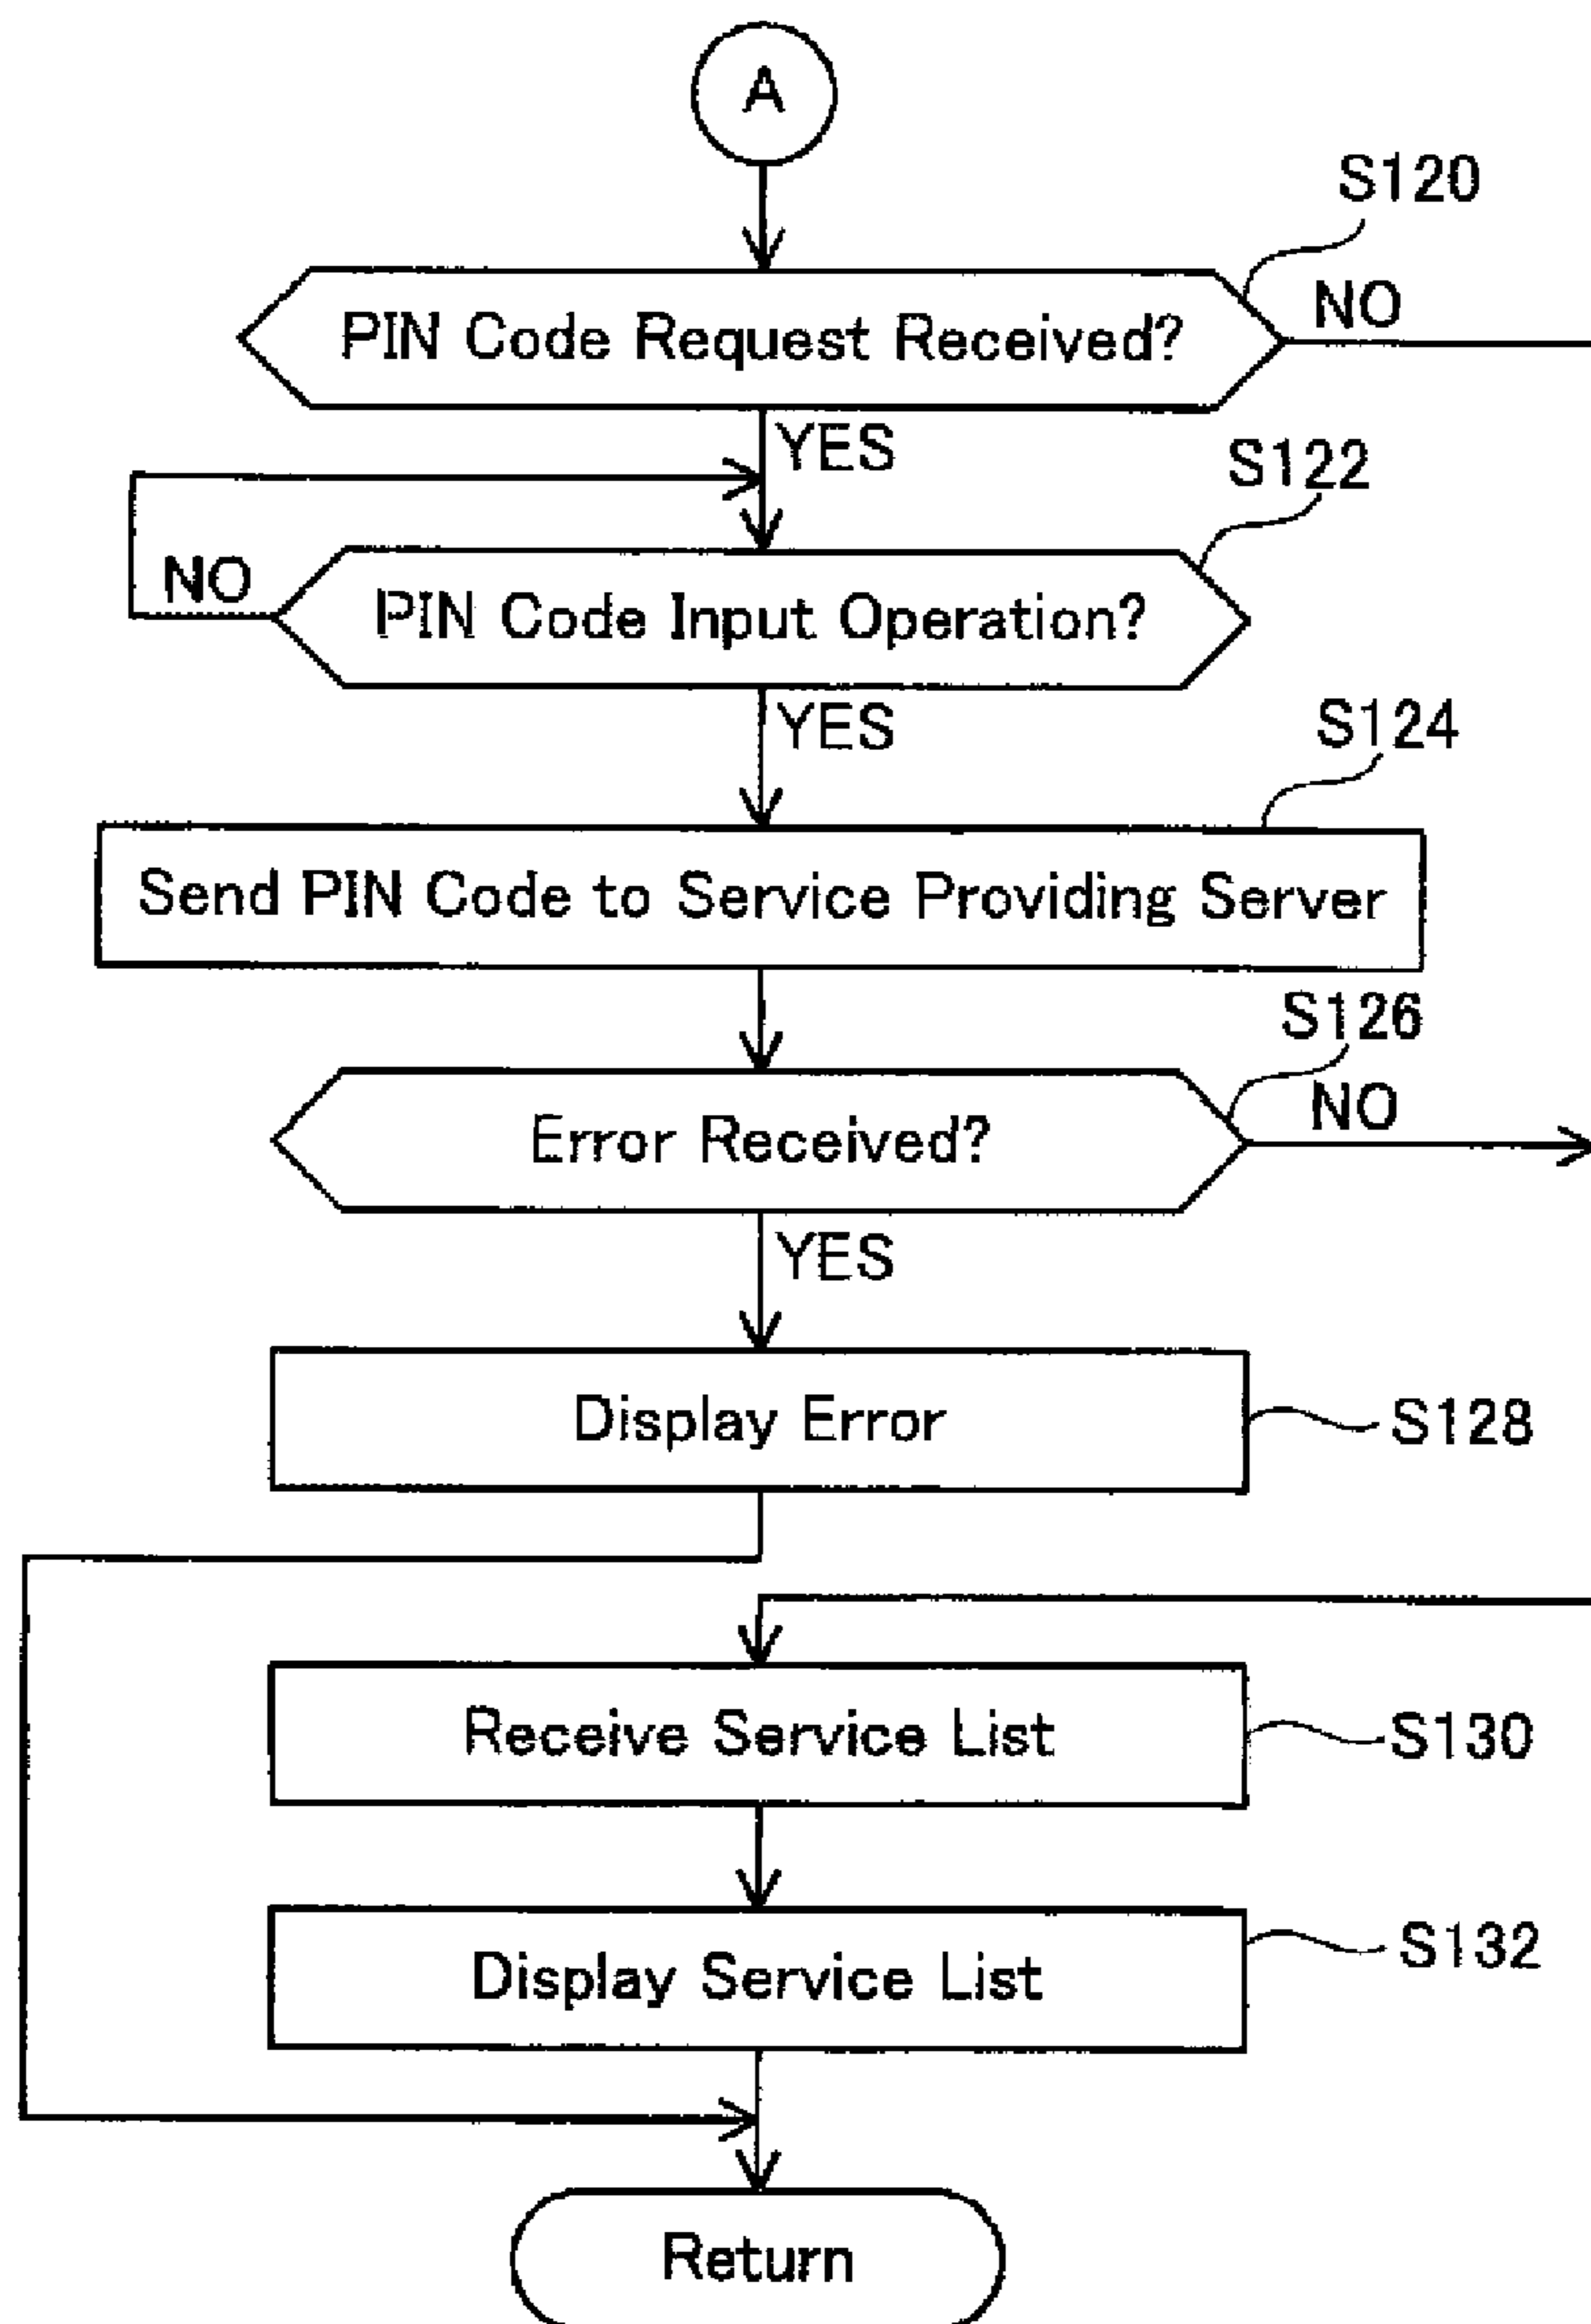 A
S120
PIN Code Request Received?
NO
YES
S122
NO
PIN Code Input Operation?
YES
S124
Send PIN Code to Service Providing Server
S126
Error Received?
NO
YES
Display Error
S128
Receive Service List
S130
Display Service List
S132
Return